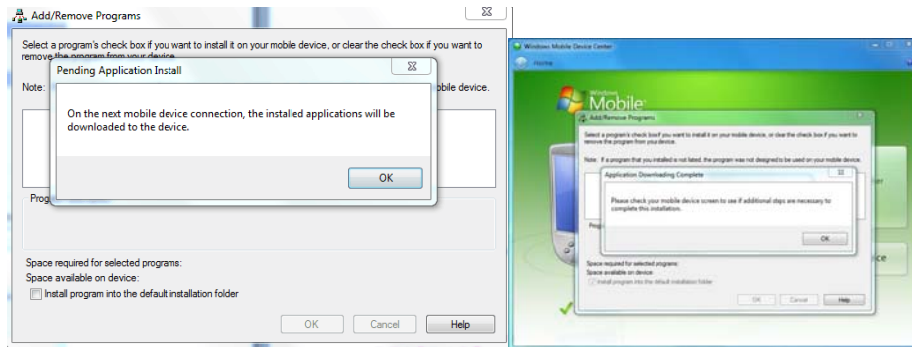 Add/Remove Programs
Select a program's check box if you want to install it on your mobile device, or clear the check box if you want to
remove the program from your device.
Note:
obile device.
Pending Application Install
On the next mobile device connection, the installed applications will be
downloaded to the device.
OK
Prog
Space required for selected programs:
Space available on device:
Install program into the default installation folder
OK Cancel Help
Windows Mobile Device Center
Home
Windows
Mobile
Add/Remove Programs
Select a program's check box if you want to install it on your mobile device, or clear the check box if you want to
remove the program from your device.
Note: If a program that you installed is not listed, the program was not designed to be used on your mobile device.
Application Downloading Complete
Please check your mobile device screen to see if additional steps are necessary to
complete this installation.
OK
Prog
Space required for selected programs:
Space available on device:
Install program into the default installation folder
OK Cancel Help